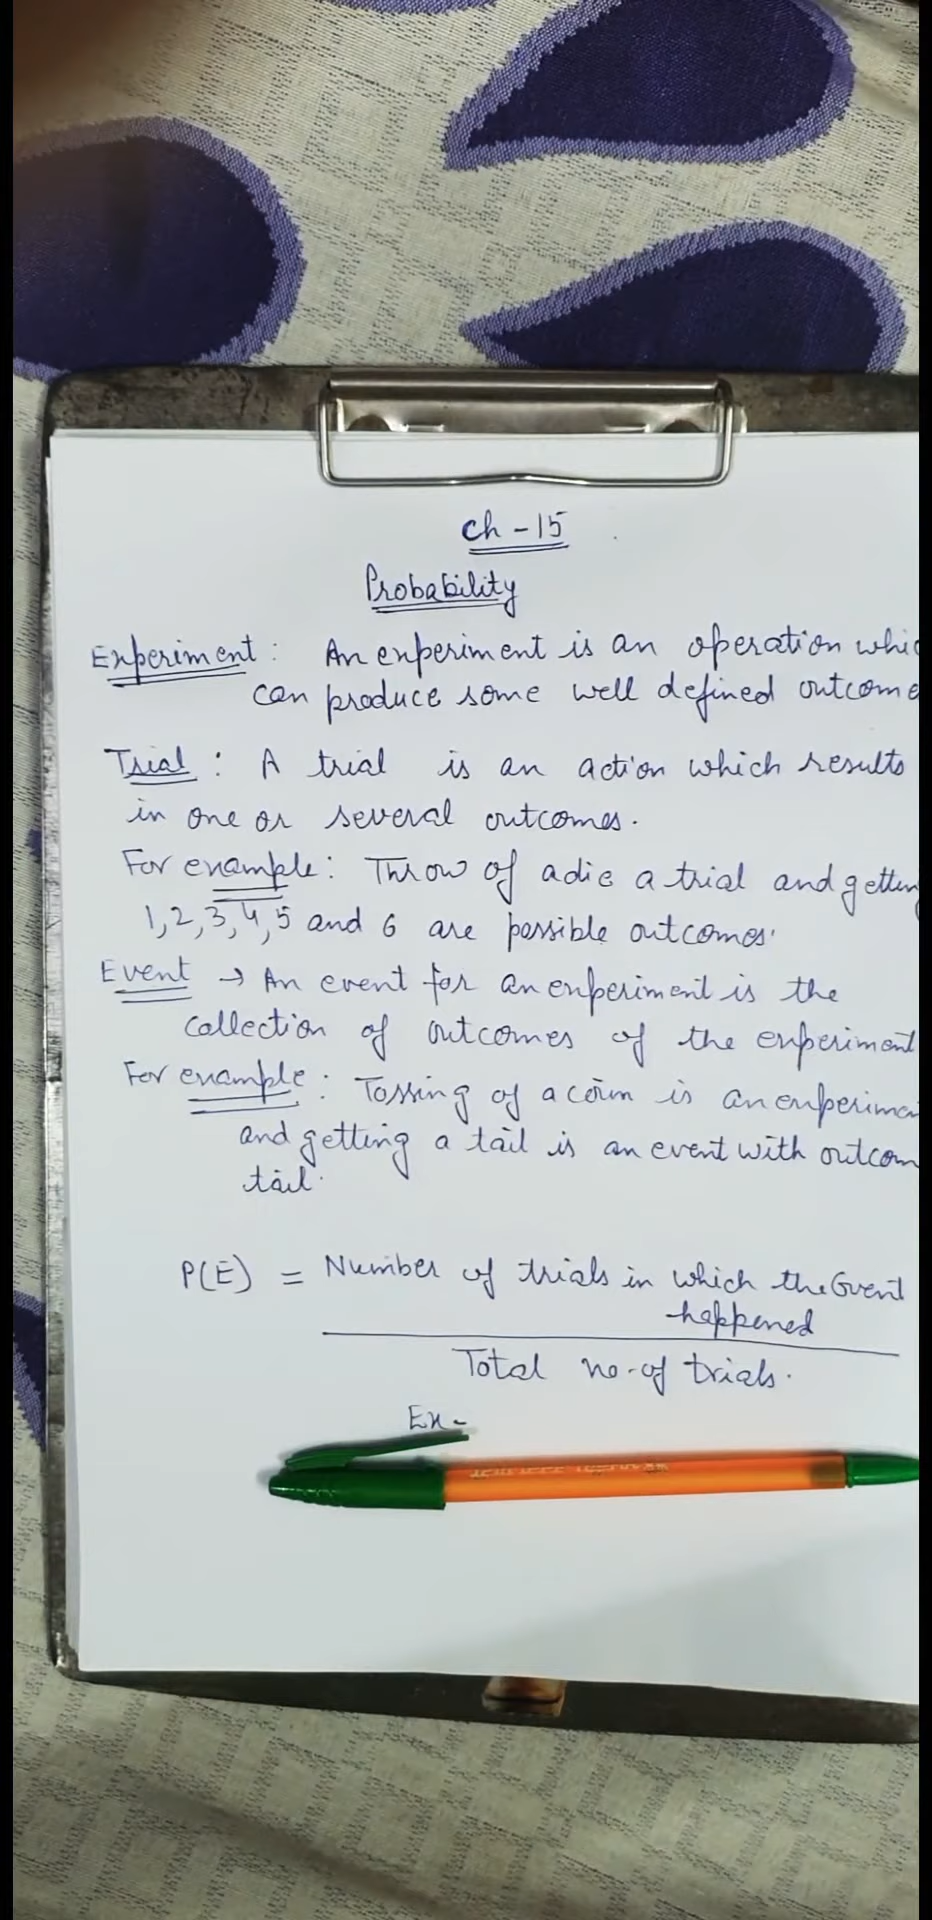 Ch - 15
Probability
Experiment : An experiment is an operation whic
can produce some well defined outcome
Trial : A trial is an action which results
in one or several outcomes.
For example : Throw of a die a trial and gettin
1, 2, 3, 4, 5 and 6 are possible outcomes.
Event → An event for an experiment is the
collection of outcomes of the experiment
For example : Tossing of a coin is an experimen
and getting a tail is an event with outcom
tail.
P(E) = Number of trials in which the Event
happened
Total no. of trials.
Ex -